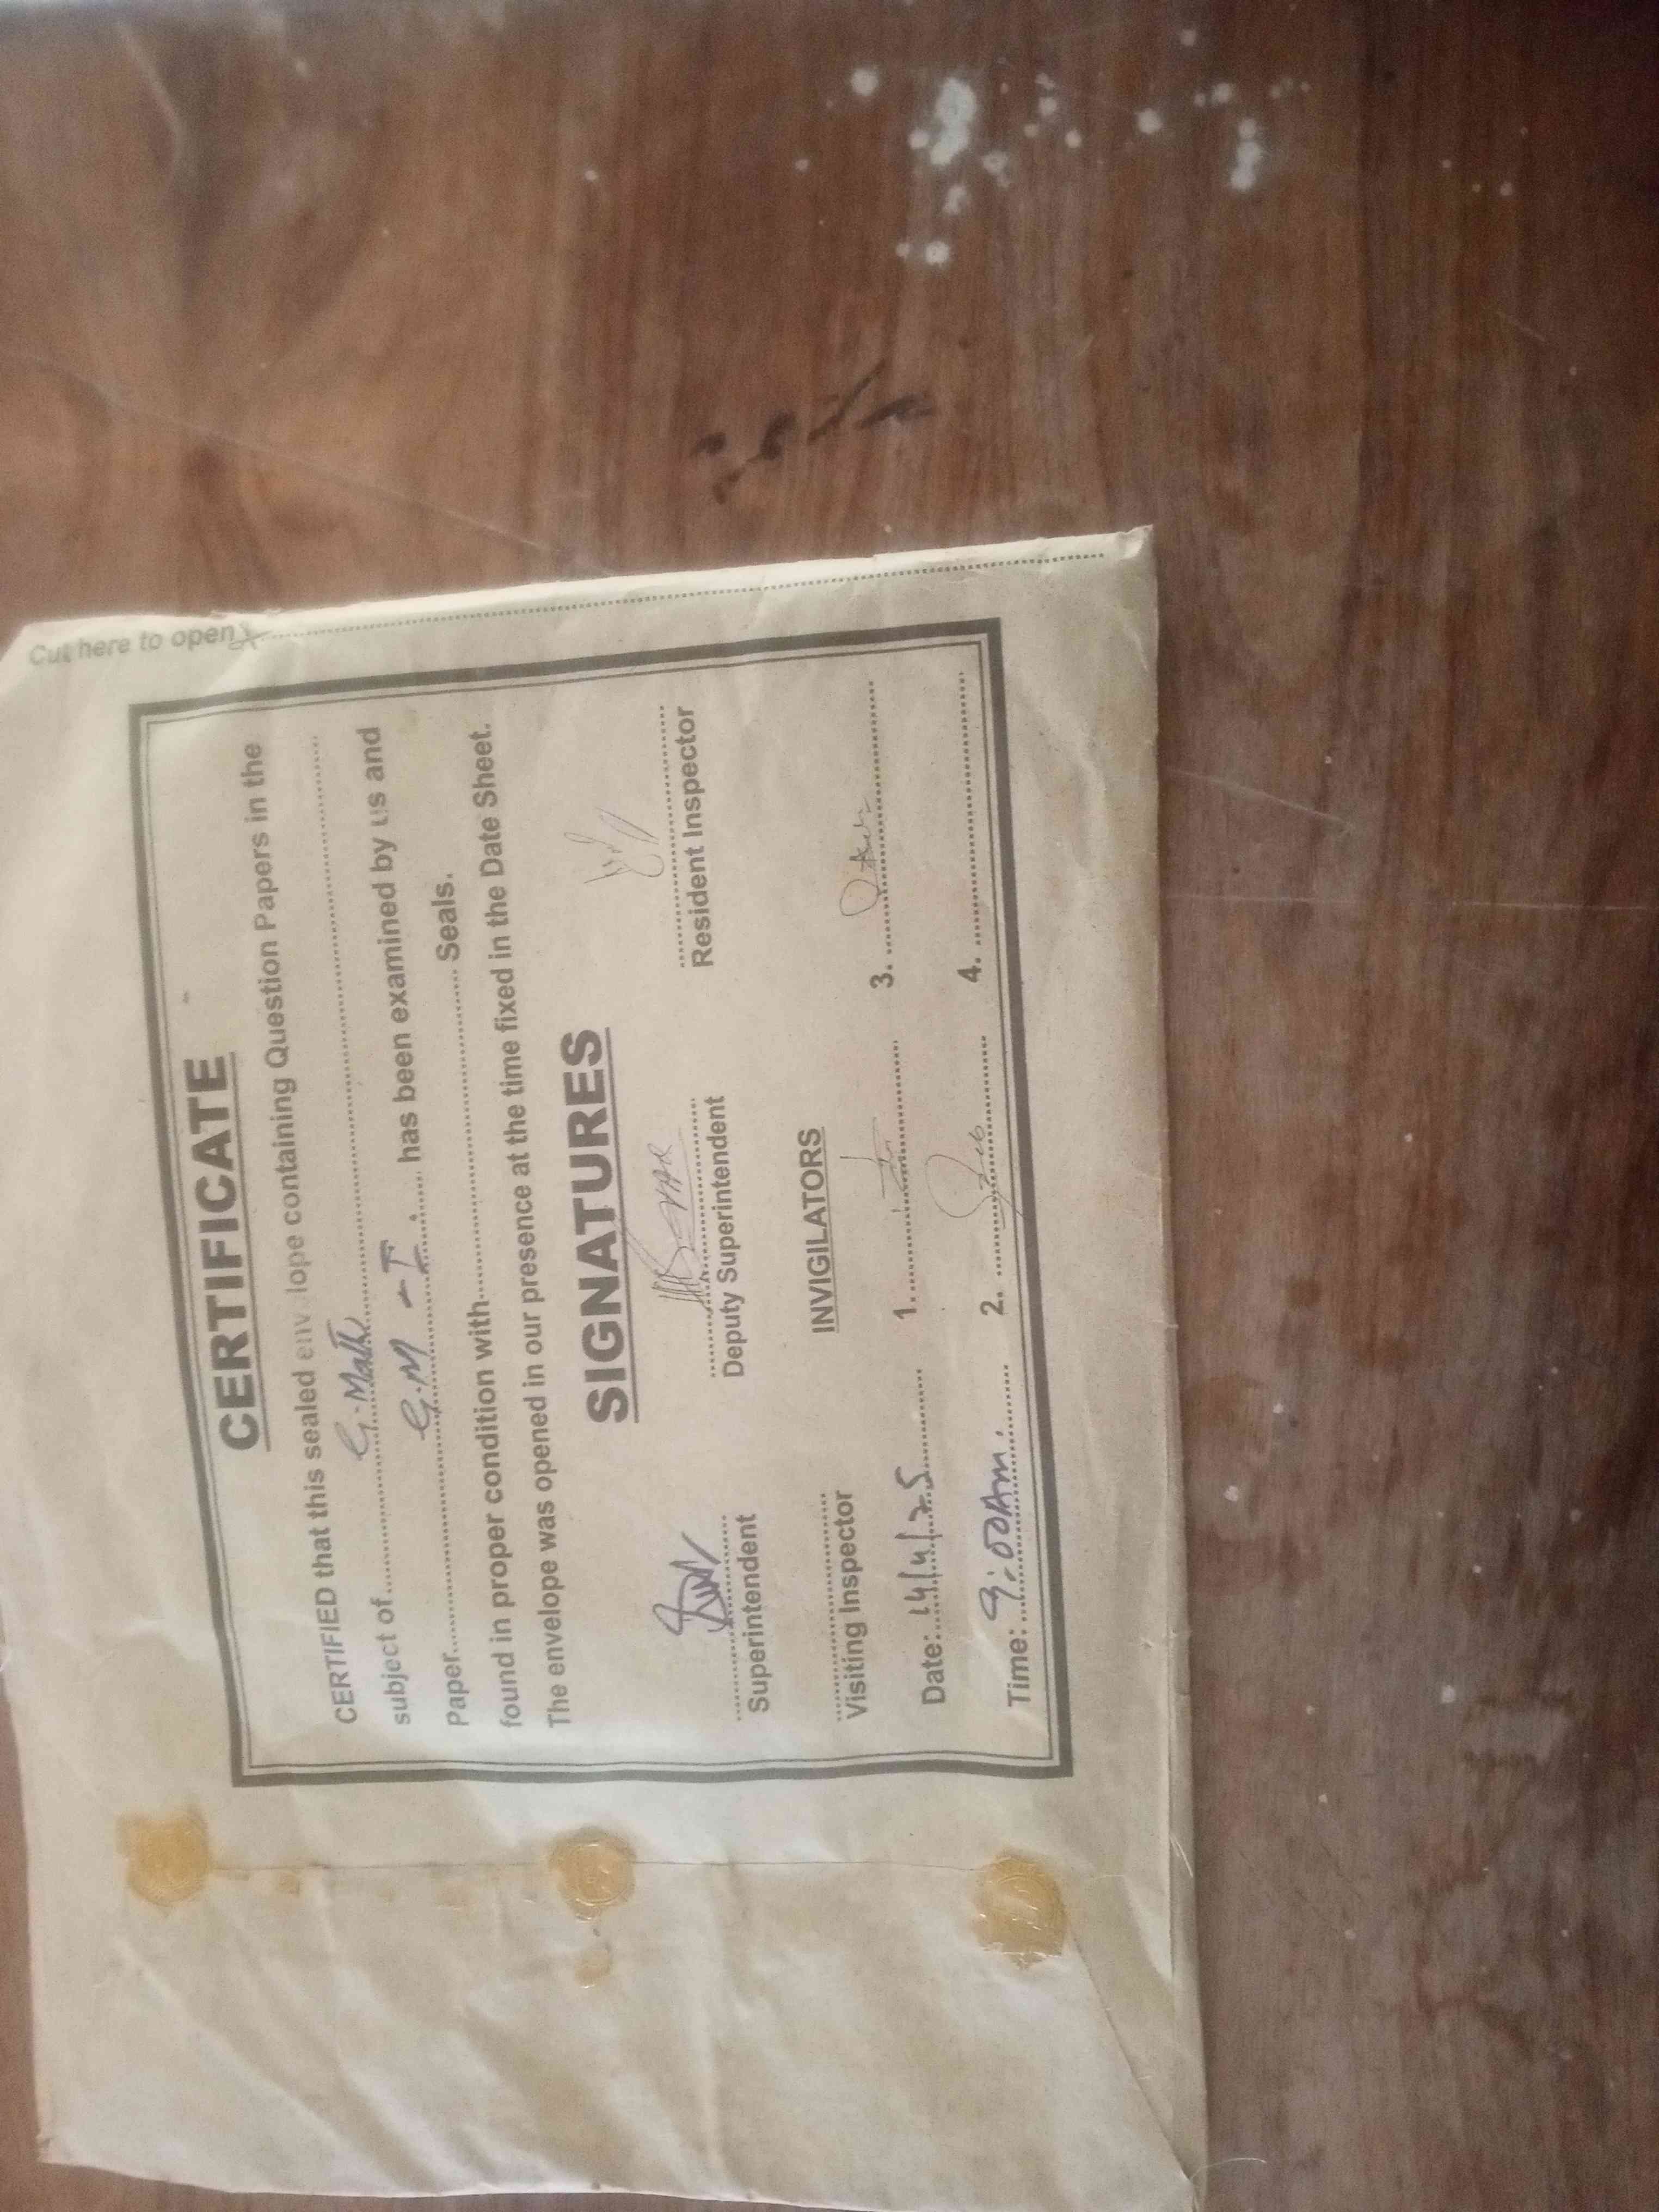 Cut here to open
CERTIFICATE
CERTIFIED that this sealed envelope containing Question Papers in the
subject of G. Math
Paper G.M - I has been examined by us and
found in proper condition with Seals.
The envelope was opened in our presence at the time fixed in the Date Sheet.
SIGNATURES
Superintendent Deputy Superintendent Resident Inspector
INVIGILATORS
Visiting Inspector
1. 3.
Date: 14/4/25
2. 4.
Time: 9:00Am.